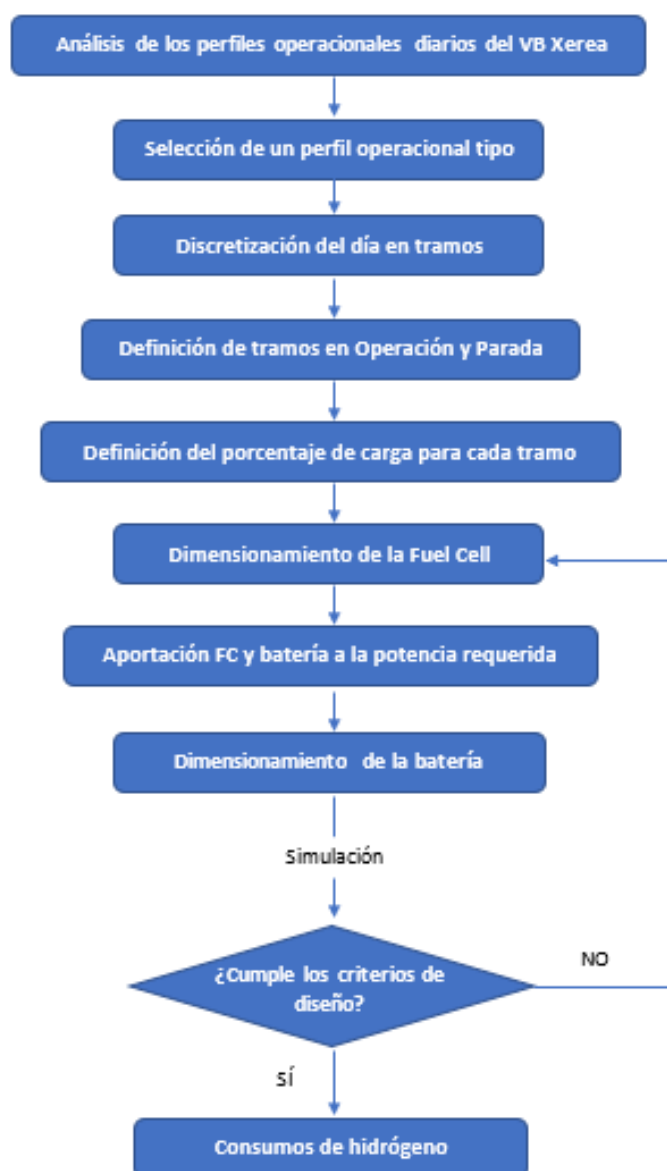 Análisis de los perfiles operacionales diarios del VB Xerea
Selección de un perfil operacional tipo
Discretización del día en tramos
Definición de tramos en Operación y Parada
Definición del porcentaje de carga para cada tramo
Dimensionamiento de la Fuel Cell
Aportación FC y batería a la potencia requerida
Dimensionamiento de la batería
Simulación
¿Cumple los criterios de
diseño?
NO
SÍ
Consumos de hidrógeno